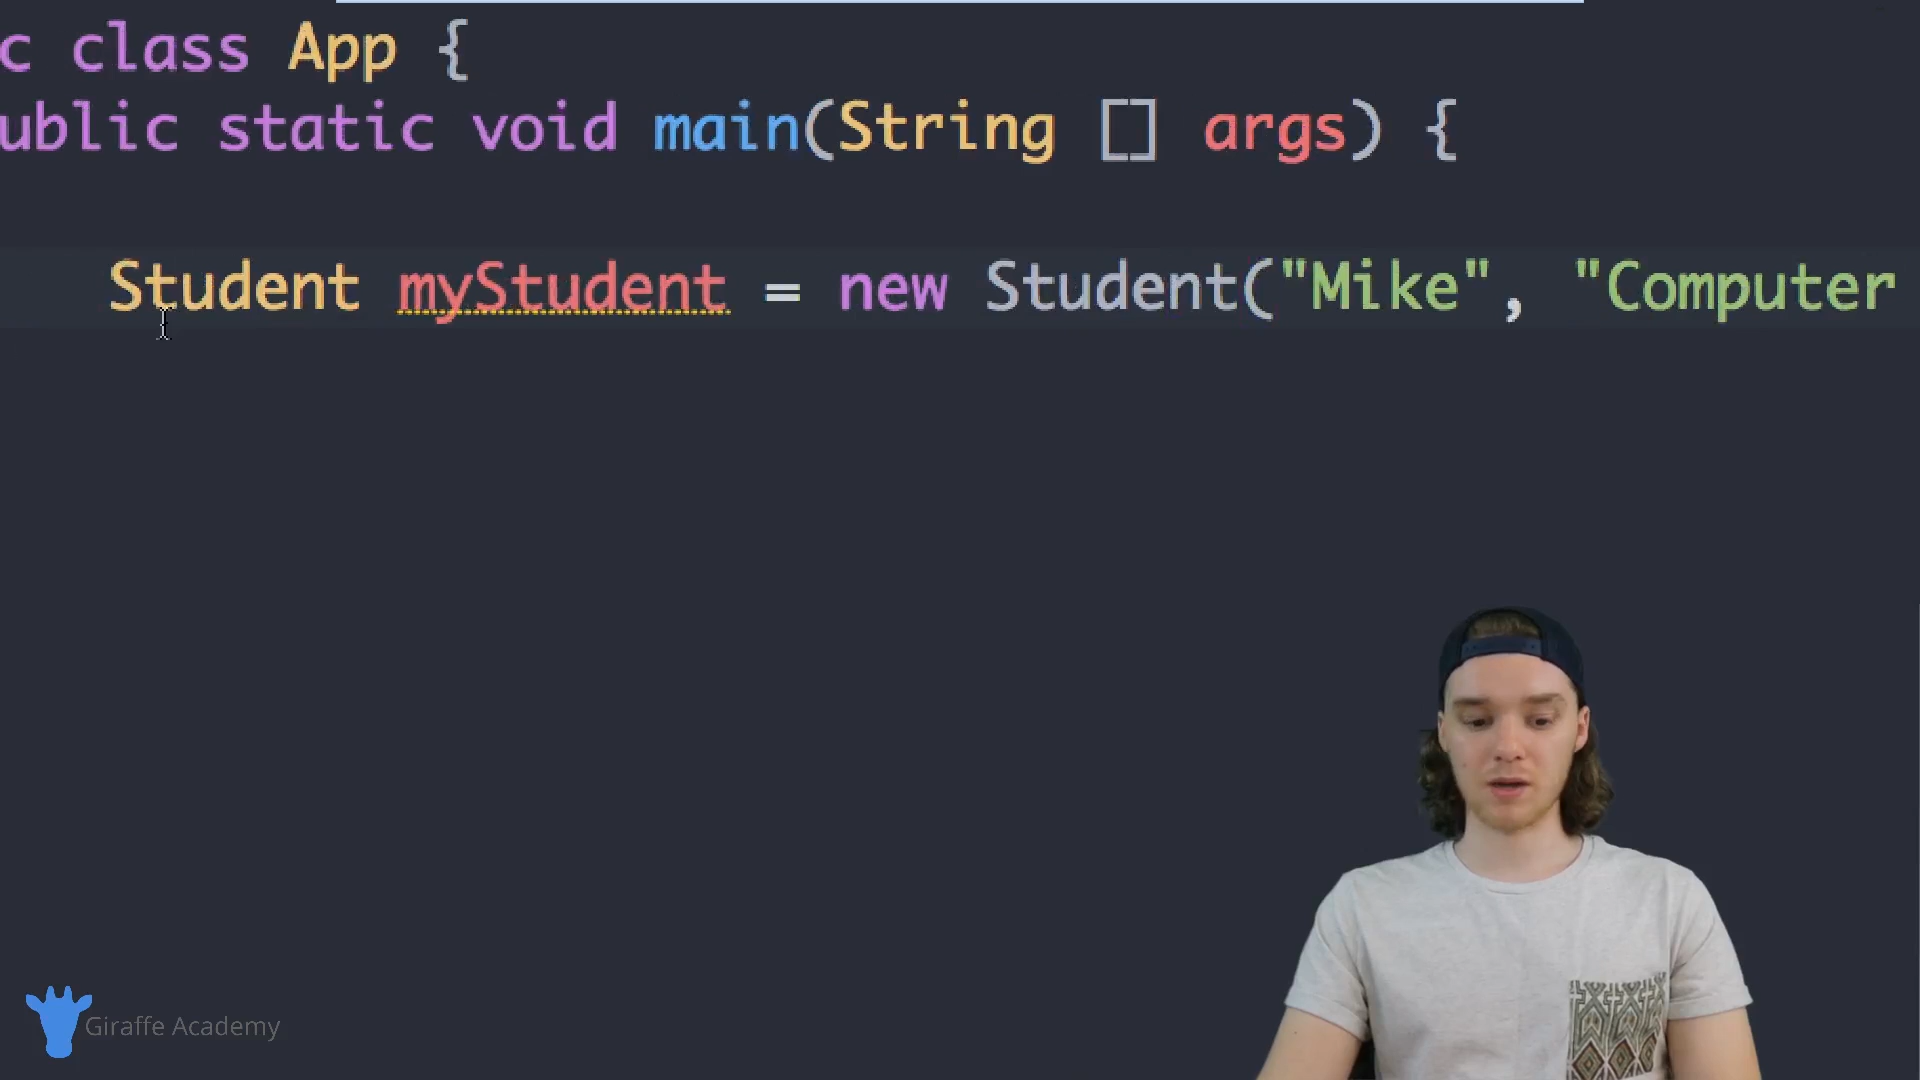 c class App {
ublic static void main(String [] args) {
Student myStudent = new Student("Mike", "Computer
Giraffe Academy